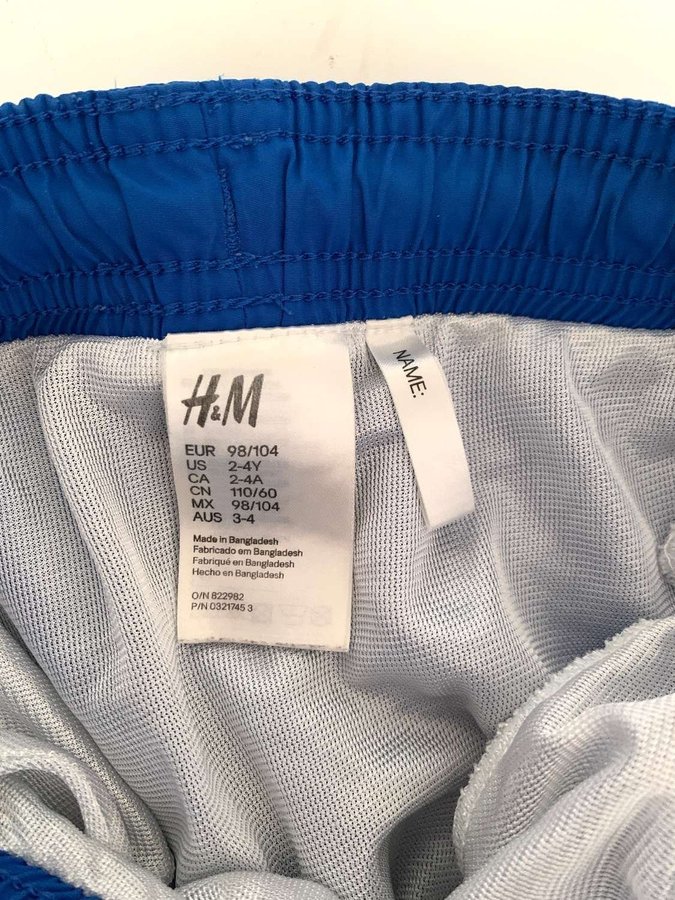 H&M
EUR 98/104
US 2-4Y
CA 2-4A
CN 110/60
MX 98/104
AUS 3-4
Made in Bangladesh
Fabricado em Bangladesh
Fabriqué en Bangladesh
Hecho en Bangladesh
O/N 822982
P/N 0321745 3
NAME: